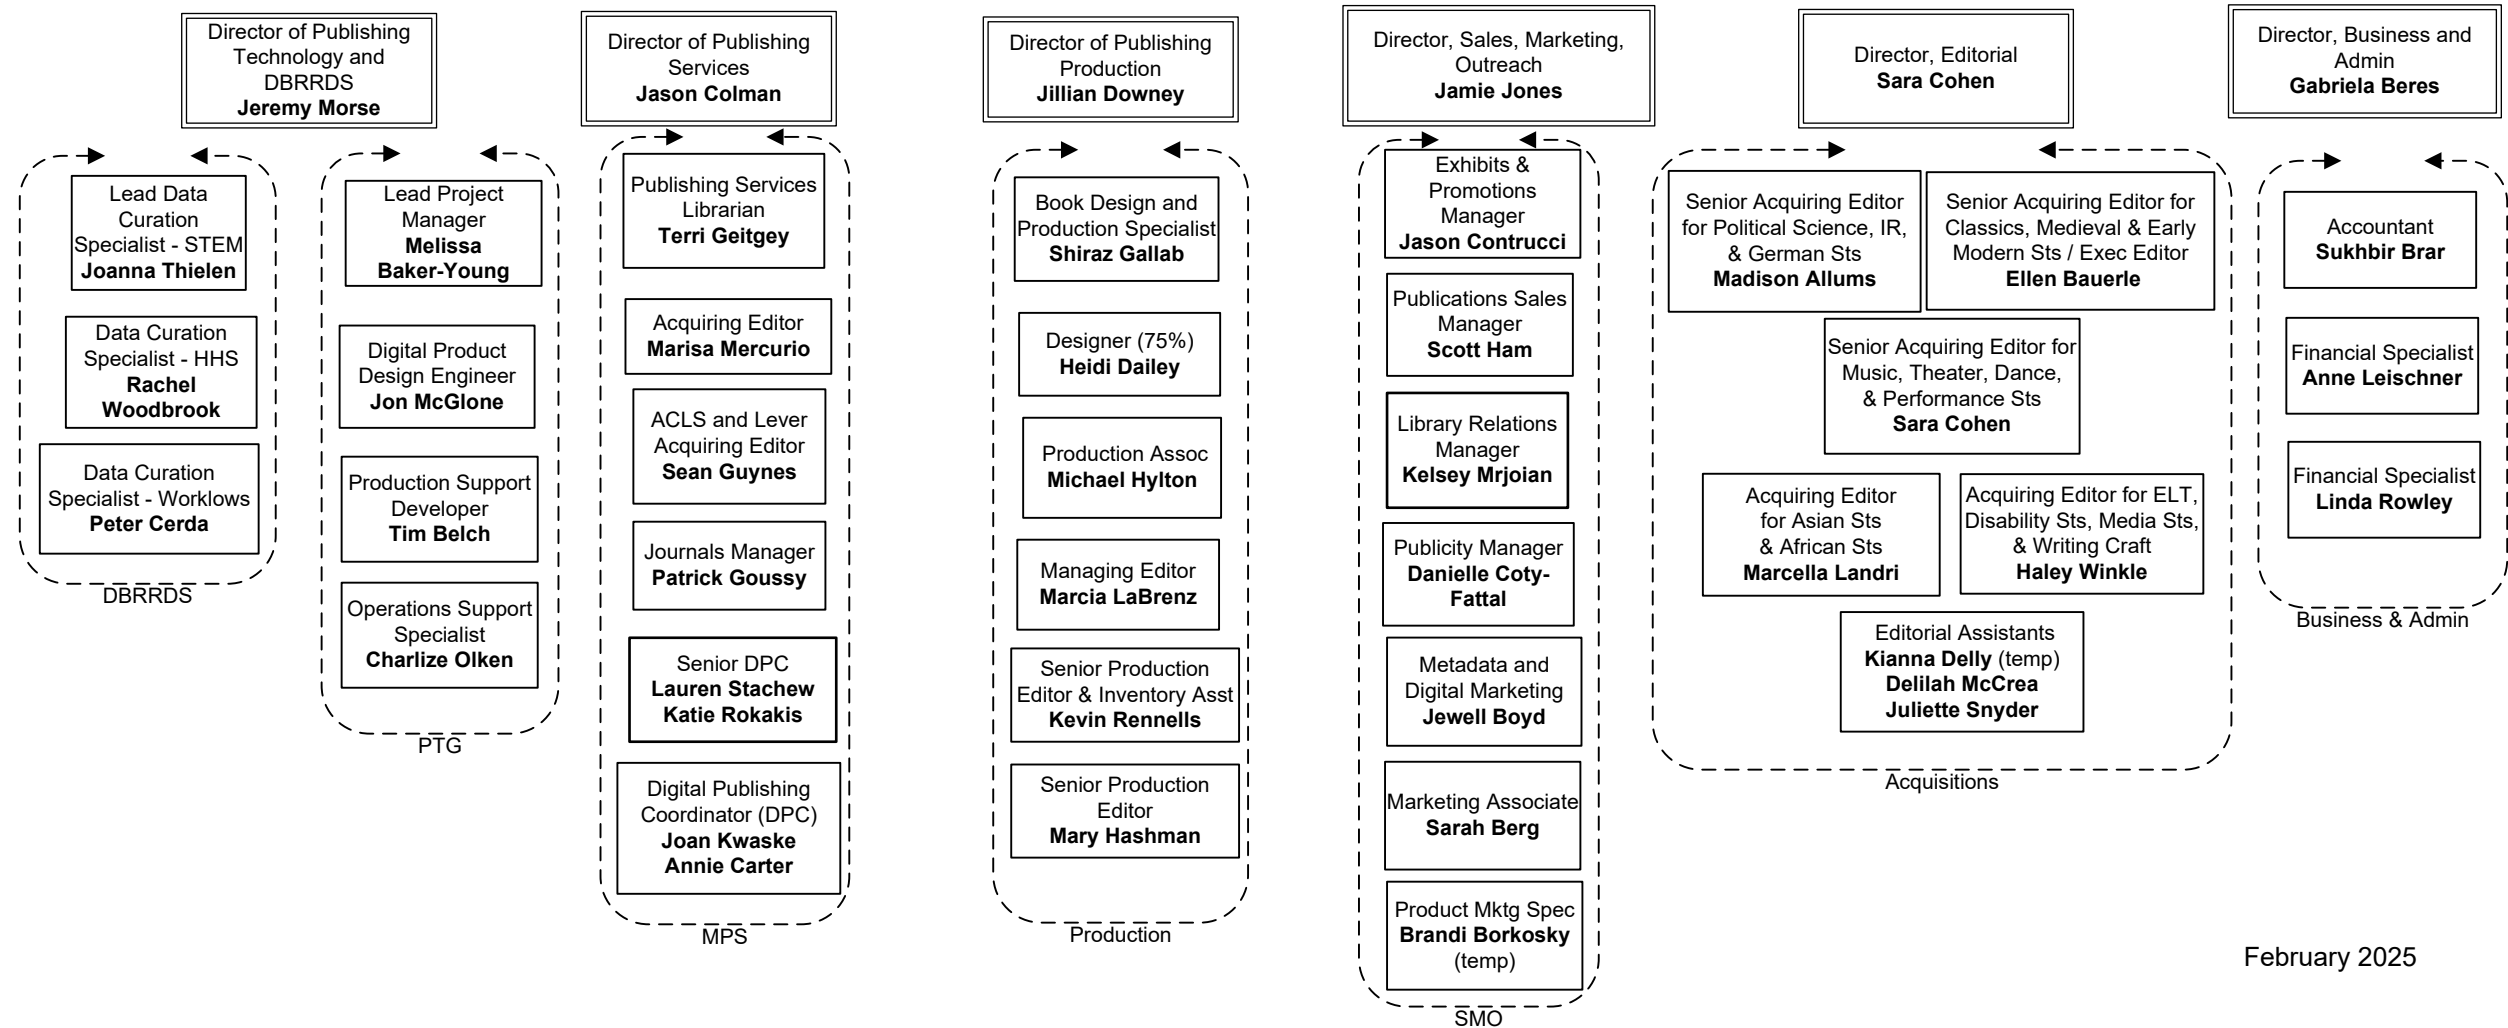 Director of Publishing
Technology and
DBRRDS
Jeremy Morse
Lead Data
Curation
Specialist - STEM
Joanna Thielen
Data Curation
Specialist - HHS
Rachel
Woodbrook
Data Curation
Specialist - Worklows
Peter Cerda
DBRRDS
Lead Project
Manager
Melissa
Baker-Young
Digital Product
Design Engineer
Jon McGlone
Production Support
Developer
Tim Belch
Operations Support
Specialist
Charlize Olken
PTG
Director of Publishing
Services
Jason Colman
Publishing Services
Librarian
Terri Geitgey
Acquiring Editor
Marisa Mercurio
ACLS and Lever
Acquiring Editor
Sean Guynes
Journals Manager
Patrick Goussy
Senior DPC
Lauren Stachew
Katie Rokakis
Digital Publishing
Coordinator (DPC)
Joan Kwaske
Annie Carter
MPS
Director of Publishing
Production
Jillian Downey
Book Design and
Production Specialist
Shiraz Gallab
Designer (75%)
Heidi Dailey
Production Assoc
Michael Hylton
Managing Editor
Marcia LaBrenz
Senior Production
Editor & Inventory Asst
Kevin Rennells
Senior Production
Editor
Mary Hashman
Production
Director, Sales, Marketing,
Outreach
Jamie Jones
Exhibits &
Promotions
Manager
Jason Contrucci
Publications Sales
Manager
Scott Ham
Library Relations
Manager
Kelsey Mrjoian
Publicity Manager
Danielle Coty-
Fattal
Metadata and
Digital Marketing
Jewell Boyd
Marketing Associate
Sarah Berg
Product Mktg Spec
Brandi Borkosky
(temp)
SMO
Director, Editorial
Sara Cohen
Senior Acquiring Editor
for Political Science, IR,
& German Sts
Madison Allums
Senior Acquiring Editor for
Classics, Medieval & Early
Modern Sts / Exec Editor
Ellen Bauerle
Senior Acquiring Editor for
Music, Theater, Dance,
& Performance Sts
Sara Cohen
Acquiring Editor
for Asian Sts
& African Sts
Marcella Landri
Acquiring Editor for ELT,
Disability Sts, Media Sts,
& Writing Craft
Haley Winkle
Editorial Assistants
Kianna Delly (temp)
Delilah McCrea
Juliette Snyder
Acquisitions
Director, Business and
Admin
Gabriela Beres
Accountant
Sukhbir Brar
Financial Specialist
Anne Leischner
Financial Specialist
Linda Rowley
Business & Admin
February 2025